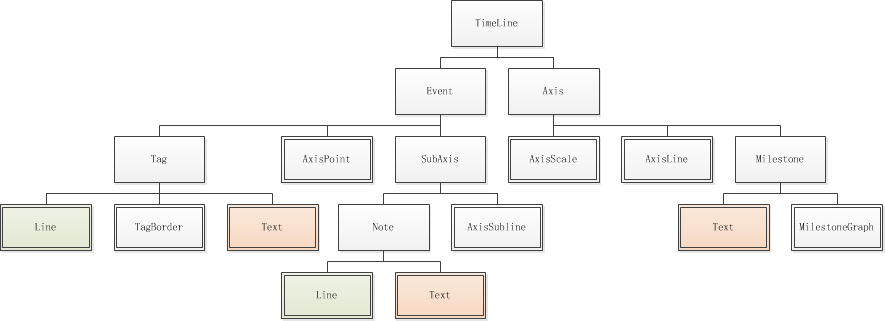 TimeLine
Event
Axis
Tag
AxisPoint
SubAxis
AxisScale
AxisLine
Milestone
Line
TagBorder
Text
Note
AxisSubline
Text
MilestoneGraph
Line
Text